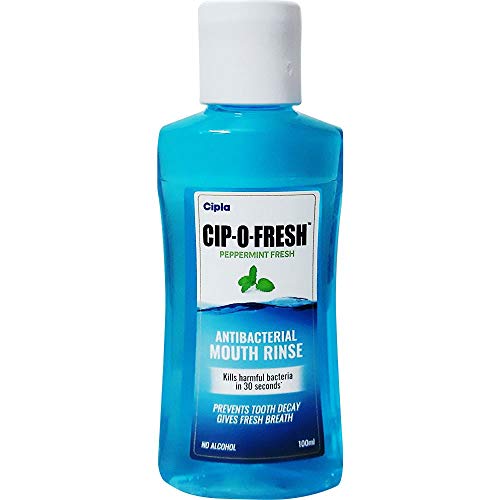 Cipla
CIP-O-FRESH™
PEPPERMINT FRESH
ANTIBACTERIAL
MOUTH RINSE
Kills harmful bacteria
in 30 seconds*
PREVENTS TOOTH DECAY
GIVES FRESH BREATH
NO ALCOHOL
100ml